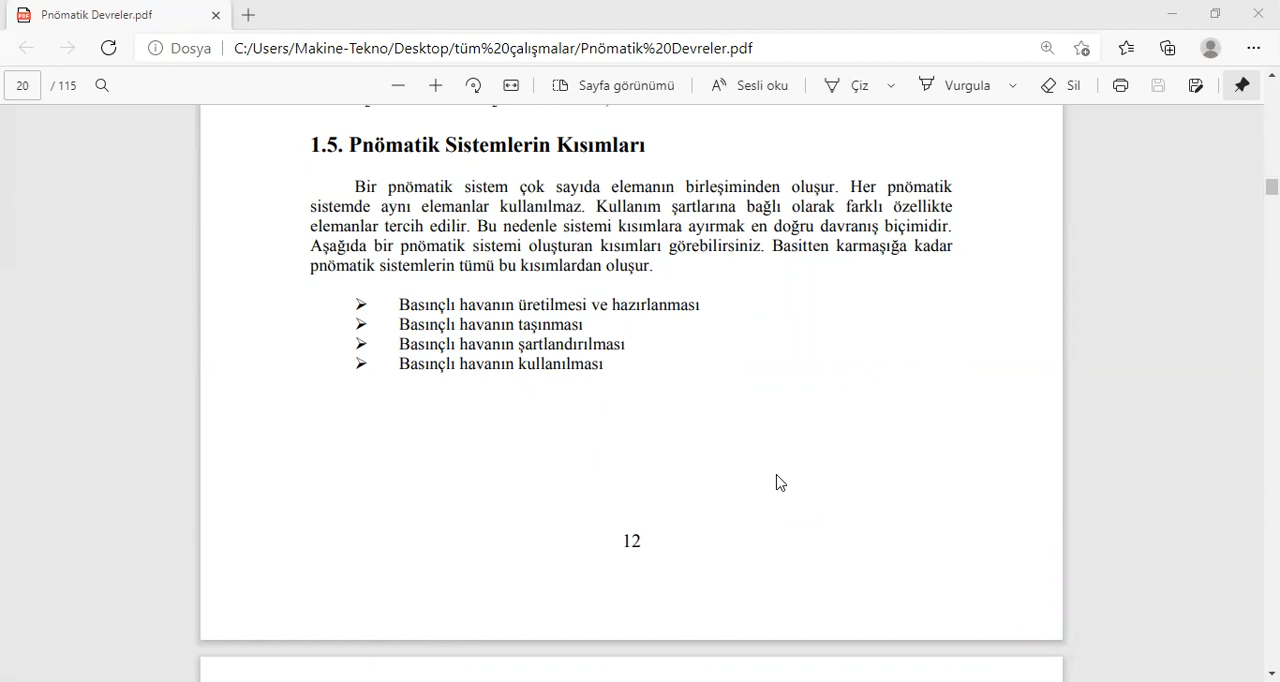 Pnömatik Devreler.pdf
Dosya
C:/Users/Makine-Tekno/Desktop/tüm%20çalışmalar/Pnömatik%20Devreler.pdf
20 / 115
Sayfa görünümü
Sesli oku
Çiz
Vurgula
Sil
1.5. Pnömatik Sistemlerin Kısımları
Bir pnömatik sistem çok sayıda elemanın birleşiminden oluşur. Her pnömatik
sistemde aynı elemanlar kullanılmaz. Kullanım şartlarına bağlı olarak farklı özellikte
elemanlar tercih edilir. Bu nedenle sistemi kısımlara ayırmak en doğru davranış biçimidir.
Aşağıda bir pnömatik sistemi oluşturan kısımları görebilirsiniz. Basitten karmaşığa kadar
pnömatik sistemlerin tümü bu kısımlardan oluşur.
➢ Basınçlı havanın üretilmesi ve hazırlanması
➢ Basınçlı havanın taşınması
➢ Basınçlı havanın şartlandırılması
➢ Basınçlı havanın kullanılması
12